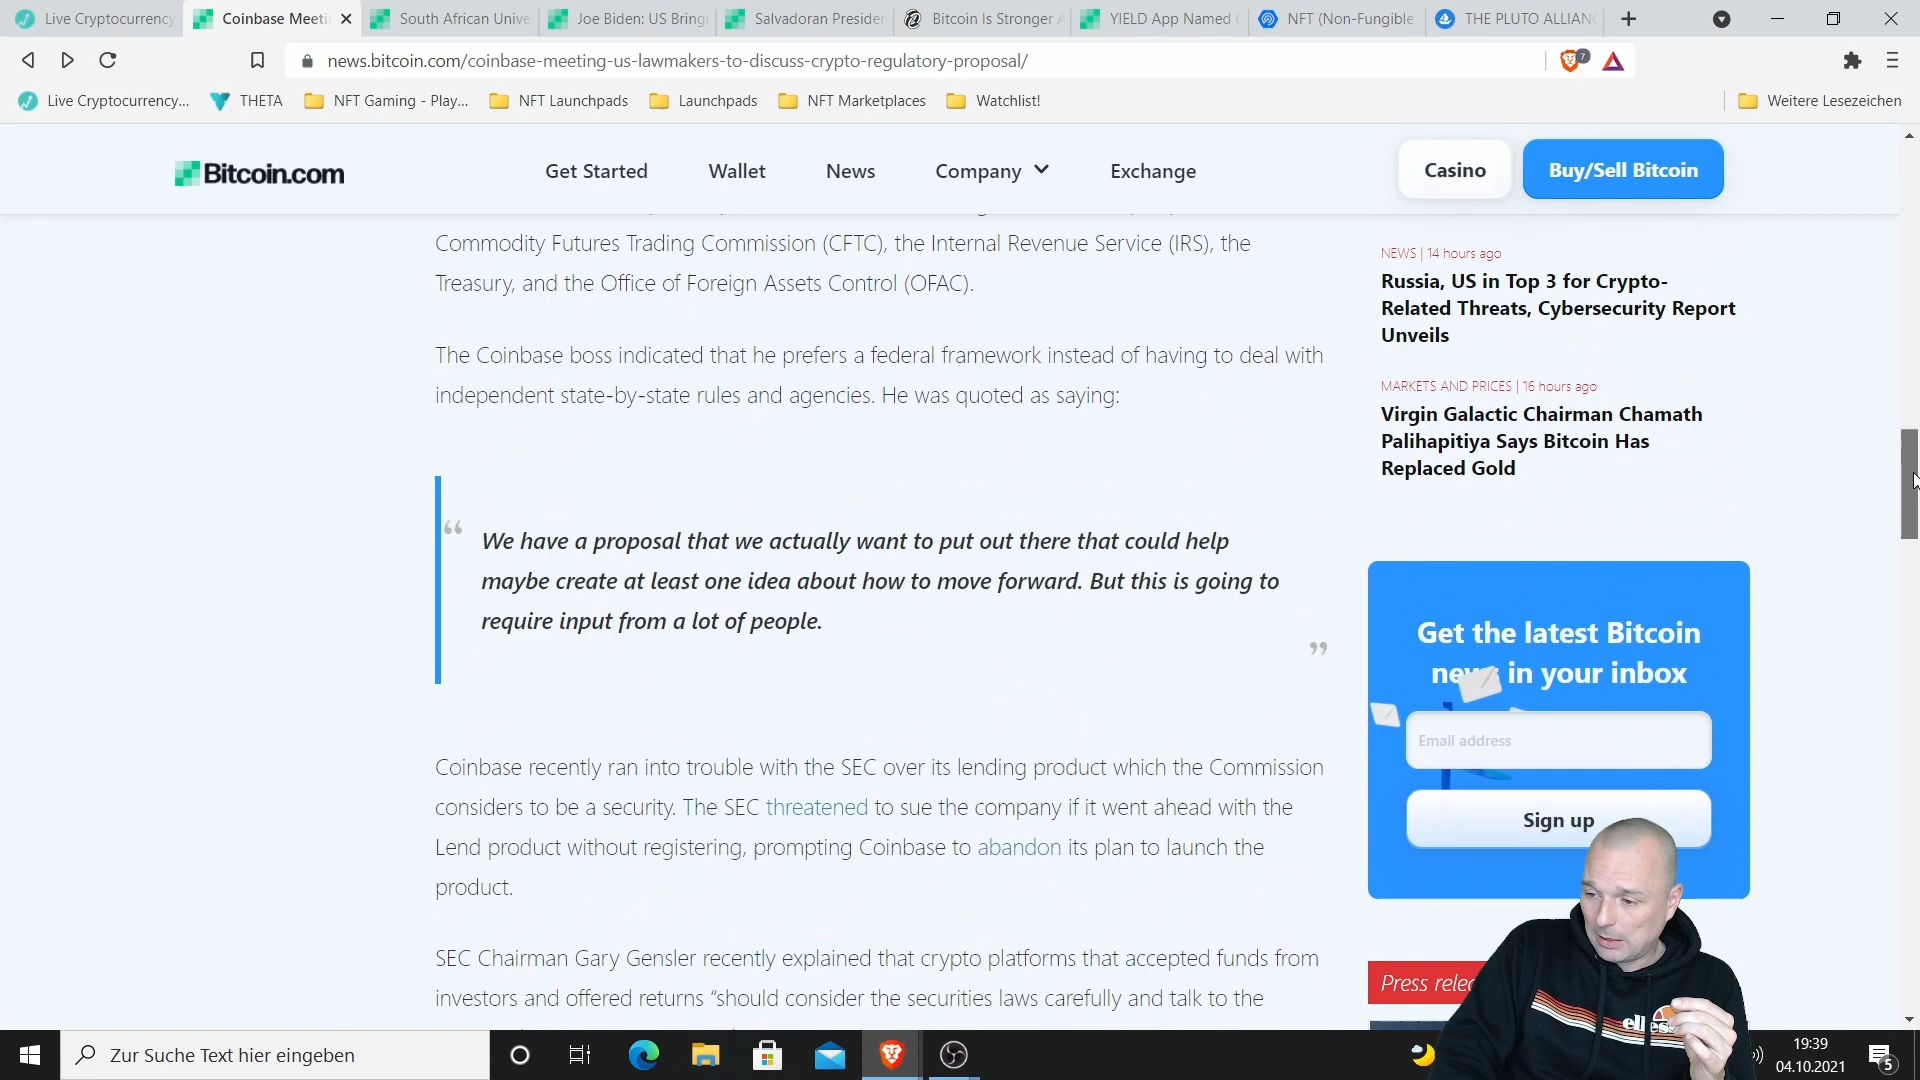 Live Cryptocurrency
Coinbase Meeti
South African Unive
Joe Biden: US Bring
Salvadoran Presiden
Bitcoin Is Stronger
YIELD App Named
NFT (Non-Fungible
THE PLUTO ALLIAN
news.bitcoin.com/coinbase-meeting-us-lawmakers-to-discuss-crypto-regulatory-proposal/
7
Live Cryptocurrency...
THETA
NFT Gaming - Play...
NFT Launchpads
Launchpads
NFT Marketplaces
Watchlist!
Weitere Lesezeichen
Bitcoin.com
Get Started
Wallet
News
Company
Exchange
Casino
Buy/Sell Bitcoin
Commodity Futures Trading Commission (CFTC), the Internal Revenue Service (IRS), the
Treasury, and the Office of Foreign Assets Control (OFAC).
The Coinbase boss indicated that he prefers a federal framework instead of having to deal with
independent state-by-state rules and agencies. He was quoted as saying:
“ We have a proposal that we actually want to put out there that could help
maybe create at least one idea about how to move forward. But this is going to
require input from a lot of people.
”
Coinbase recently ran into trouble with the SEC over its lending product which the Commission
considers to be a security. The SEC threatened to sue the company if it went ahead with the
Lend product without registering, prompting Coinbase to abandon its plan to launch the
product.
SEC Chairman Gary Gensler recently explained that crypto platforms that accepted funds from
investors and offered returns “should consider the securities laws carefully and talk to the
NEWS | 14 hours ago
Russia, US in Top 3 for Crypto-
Related Threats, Cybersecurity Report
Unveils
MARKETS AND PRICES | 16 hours ago
Virgin Galactic Chairman Chamath
Palihapitiya Says Bitcoin Has
Replaced Gold
Get the latest Bitcoin
news in your inbox
Email address
Sign up
Press relea
Zur Suche Text hier eingeben
19:39
04.10.2021
5